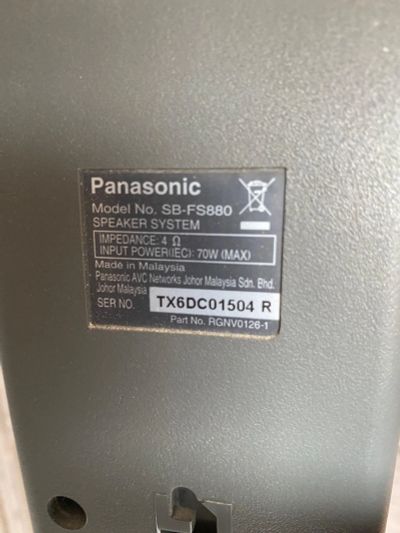 Panasonic
Model No. SB-FS880
SPEAKER SYSTEM
IMPEDANCE: 4 Ω
INPUT POWER(IEC): 70W (MAX)
Made in Malaysia
Panasonic AVC Networks Johor Malaysia Sdn. Bhd.
Johor Malaysia
SER NO. TX6DC01504 R
Part No. RGNV0126-1